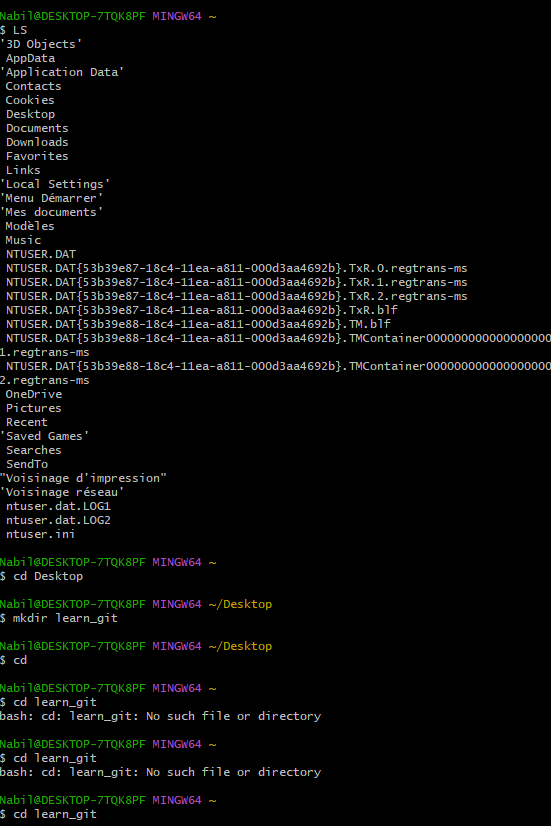 Nabil@DESKTOP-7TQK8PF MINGW64 ~
$ LS
'3D Objects'
AppData
'Application Data'
Contacts
Cookies
Desktop
Documents
Downloads
Favorites
Links
'Local Settings'
'Menu Démarrer'
'Mes documents'
Modèles
Music
NTUSER.DAT
NTUSER.DAT{53b39e87-18c4-11ea-a811-000d3aa4692b}.TxR.0.regtrans-ms
NTUSER.DAT{53b39e87-18c4-11ea-a811-000d3aa4692b}.TxR.1.regtrans-ms
NTUSER.DAT{53b39e87-18c4-11ea-a811-000d3aa4692b}.TxR.2.regtrans-ms
NTUSER.DAT{53b39e87-18c4-11ea-a811-000d3aa4692b}.TxR.blf
NTUSER.DAT{53b39e88-18c4-11ea-a811-000d3aa4692b}.TM.blf
NTUSER.DAT{53b39e88-18c4-11ea-a811-000d3aa4692b}.TMContainer000000000000000000
1.regtrans-ms
NTUSER.DAT{53b39e88-18c4-11ea-a811-000d3aa4692b}.TMContainer000000000000000000
2.regtrans-ms
OneDrive
Pictures
Recent
'Saved Games'
Searches
SendTo
"Voisinage d'impression"
'Voisinage réseau'
ntuser.dat.LOG1
ntuser.dat.LOG2
ntuser.ini
Nabil@DESKTOP-7TQK8PF MINGW64 ~
$ cd Desktop
Nabil@DESKTOP-7TQK8PF MINGW64 ~/Desktop
$ mkdir learn_git
Nabil@DESKTOP-7TQK8PF MINGW64 ~/Desktop
$ cd
Nabil@DESKTOP-7TQK8PF MINGW64 ~
$ cd learn_git
bash: cd: learn_git: No such file or directory
Nabil@DESKTOP-7TQK8PF MINGW64 ~
$ cd learn_git
bash: cd: learn_git: No such file or directory
Nabil@DESKTOP-7TQK8PF MINGW64 ~
$ cd learn_git